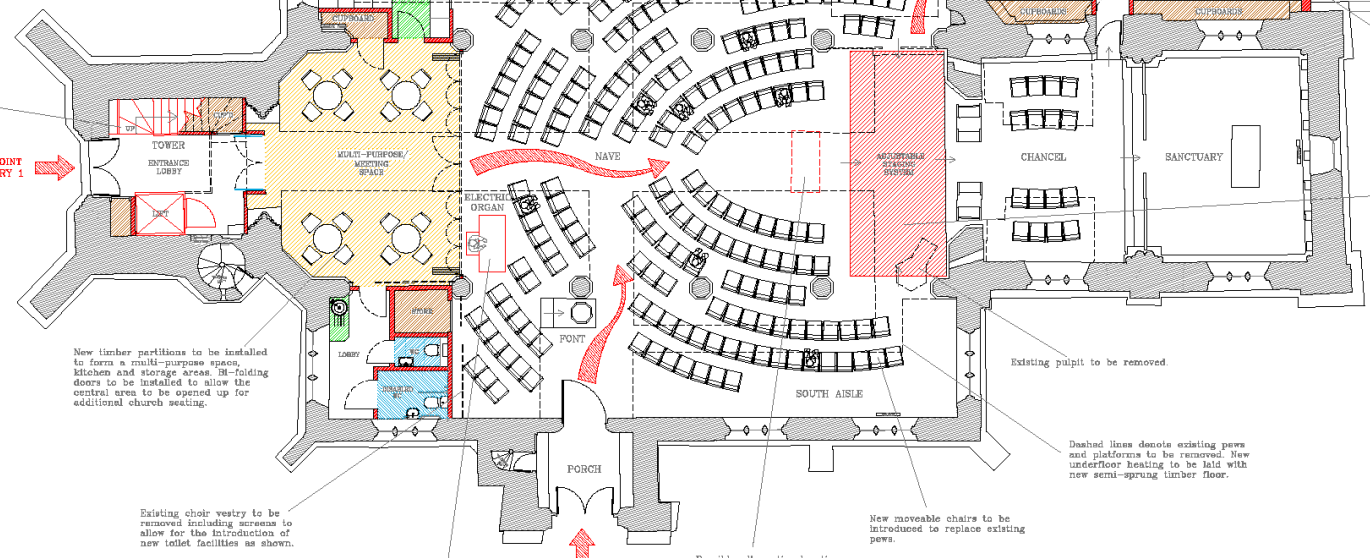 CUPBOARD
CUPBOARDS
CUPBOARDS
UP
TOWER
ENTRANCE
LOBBY
OINT
RY 1
LIFT
MULTI-PURPOSE/
MEETING
SPACE
NAVE
ADJUSTABLE
STAGING
SYSTEM
CHANCEL
SANCTUARY
ELECTRIC
ORGAN
FONT
STORE
LOBBY
WC
DISABLED
WC
SOUTH AISLE
PORCH
New timber partitions to be installed
to form a multi-purpose space,
kitchen and storage areas. Bi-folding
doors to be installed to allow the
central area to be opened up for
additional church seating.
Existing pulpit to be removed.
Dashed lines denote existing pews
and platforms to be removed. New
underfloor heating to be laid with
new semi-sprung timber floor.
Existing choir vestry to be
removed including screens to
allow for the introduction of
new toilet facilities as shown.
New moveable chairs to be
introduced to replace existing
pews.